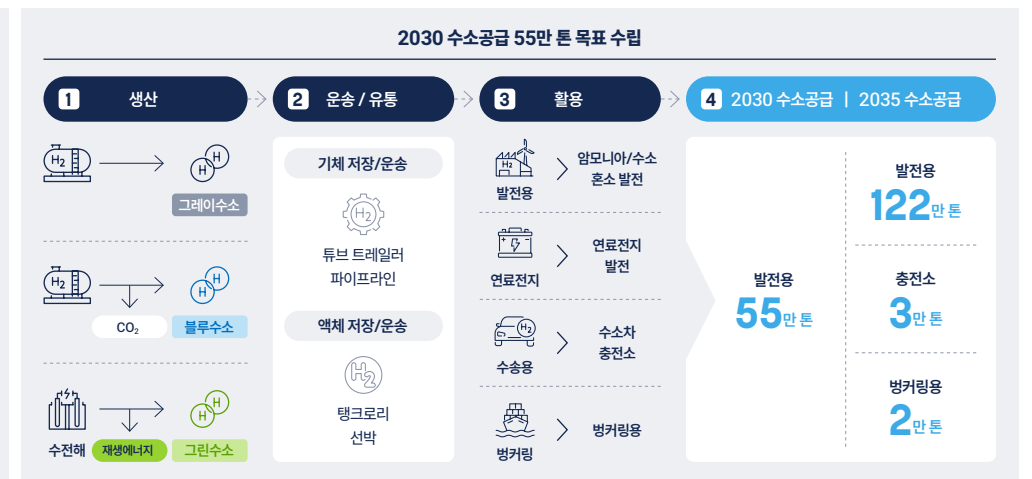 2030 수소공급 55만 톤 목표 수립
1 생산
H₂
H H
그레이수소
H₂
H H
CO₂
블루수소
H H
수전해
재생에너지
그린수소
2 운송 / 유통
기체 저장/운송
H₂
튜브 트레일러
파이프라인
액체 저장/운송
H₂
탱크로리
선박
3 활용
H₂
발전용
암모니아/수소
혼소 발전
연료전지
연료전지
발전
H₂
수송용
수소차
충전소
벙커링
벙커링용
4 2030 수소공급 | 2035 수소공급
발전용
55만 톤
발전용
122만 톤
충전소
3만 톤
벙커링용
2만 톤